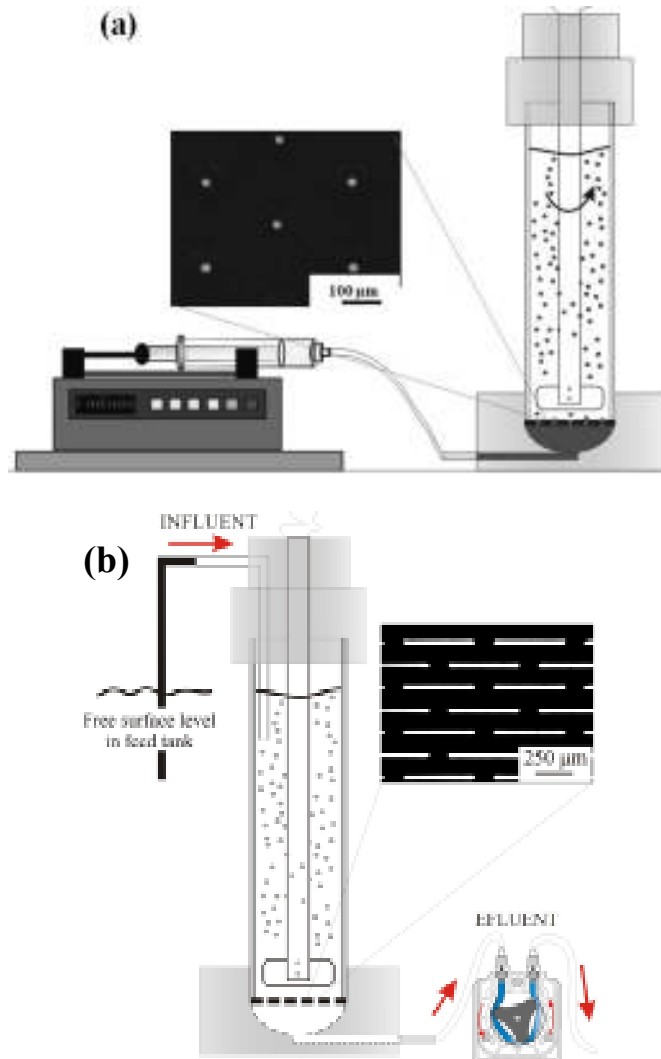 (a)
100 µm
INFLUENT
(b)
Free surface level
in feed tank
250 µm
EFLUENT